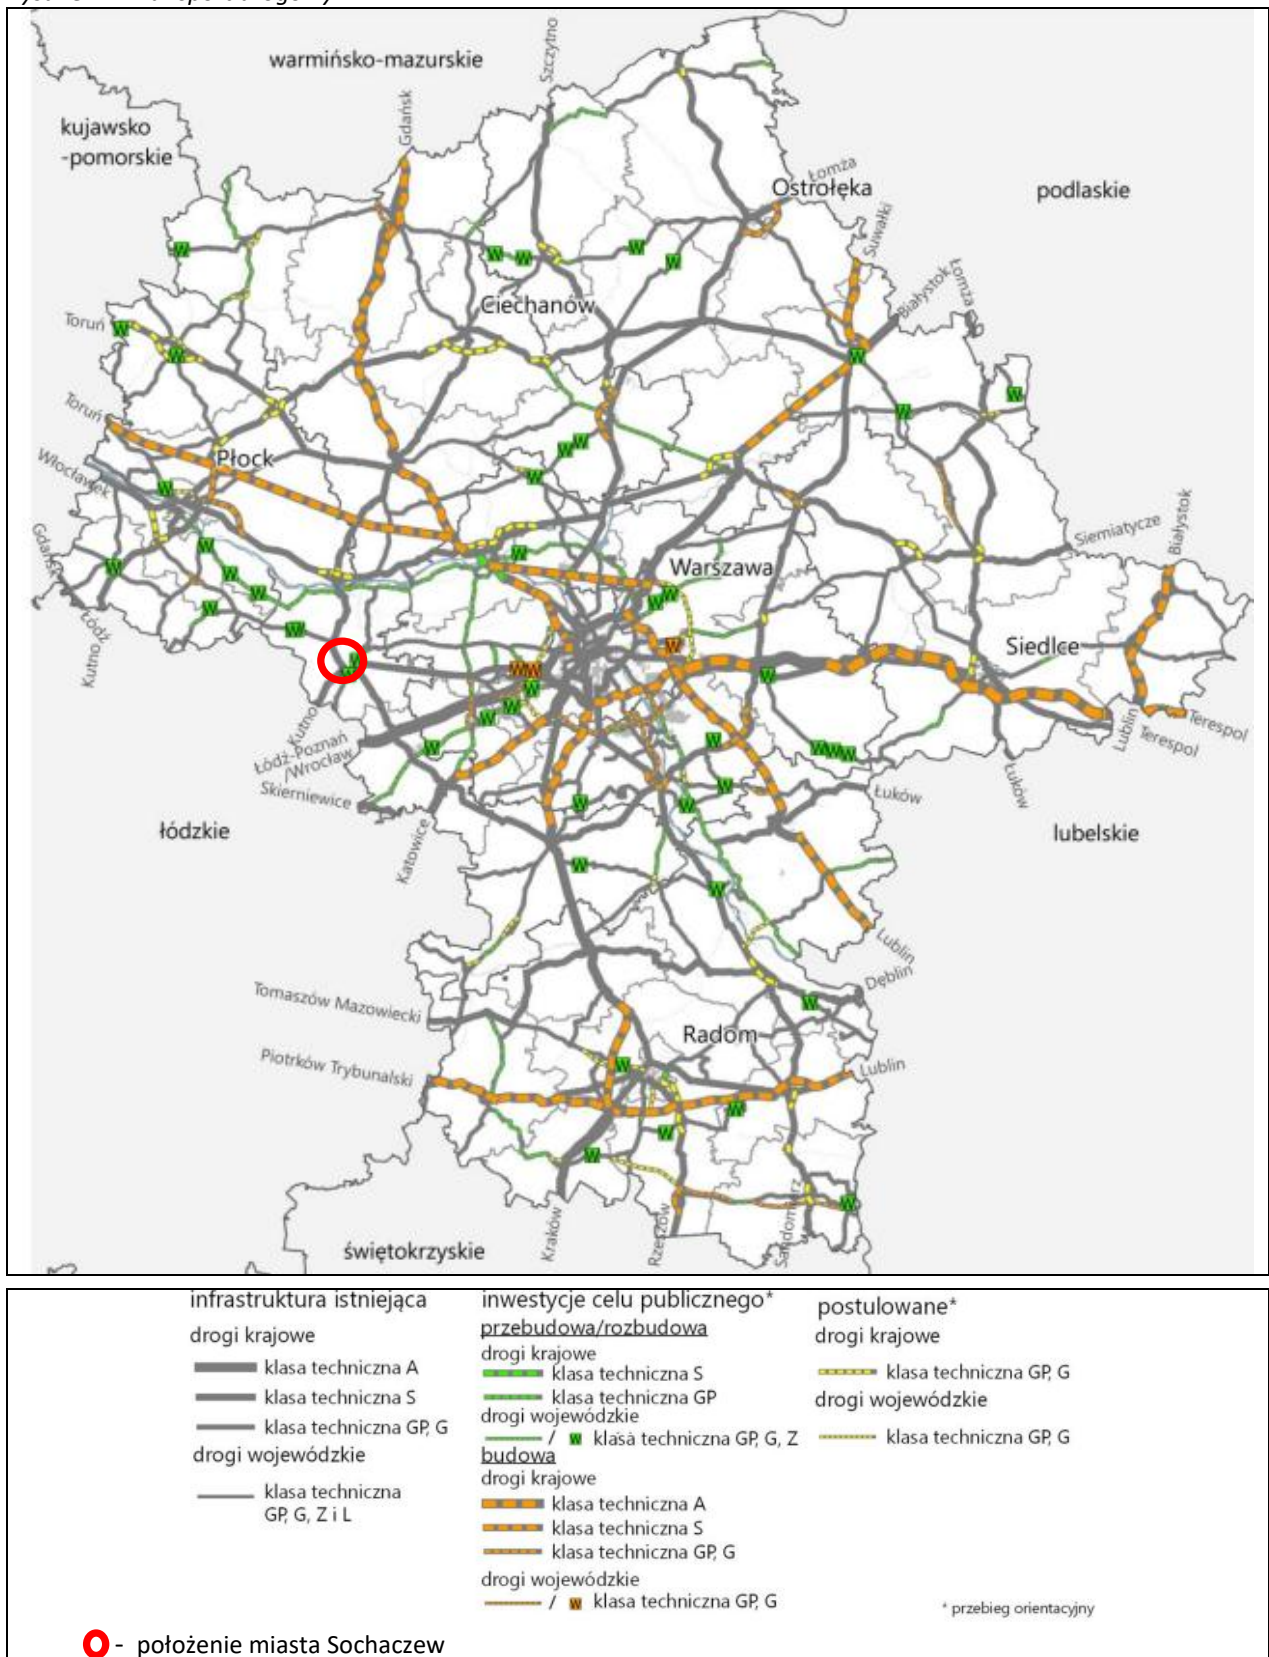 warmińsko-mazurskie
Szczytno
kujawsko
-pomorskie
Gdańsk
Łomża
Ostrołęka
podlaskie
Suwałki
Białystok
Łomża
Ciechanów
Toruń
Toruń
Płock
Włocławek
Gdańsk
Łódź
Kutno
Warszawa
Siemiatycze
Białystok
Siedlce
Kutno
Łódź-Poznań
/Wrocław
Skierniewice
Katowice
łódzkie
Lublin
Terespol
Terespol
Łuków
Łuków
lubelskie
Lublin
Dęblin
Tomaszów Mazowiecki
Radom
Piotrków Trybunalski
Lublin
świętokrzyskie
Kraków
Rzeszów
Sandomierz
W W W W W W W W W W W W W W W W W W W W W W W W W W W W W W W W W W W W W W W W W W W W W W W W
infrastruktura istniejąca
drogi krajowe
klasa techniczna A
klasa techniczna S
klasa techniczna GP, G
drogi wojewódzkie
klasa techniczna
GP, G, Z i L
inwestycje celu publicznego*
przebudowa/rozbudowa
drogi krajowe
klasa techniczna S
klasa techniczna GP
drogi wojewódzkie
/ W klasa techniczna GP, G, Z
budowa
drogi krajowe
klasa techniczna A
klasa techniczna S
klasa techniczna GP, G
drogi wojewódzkie
/ W klasa techniczna GP, G
postulowane*
drogi krajowe
klasa techniczna GP, G
drogi wojewódzkie
klasa techniczna GP, G
* przebieg orientacyjny
- położenie miasta Sochaczew